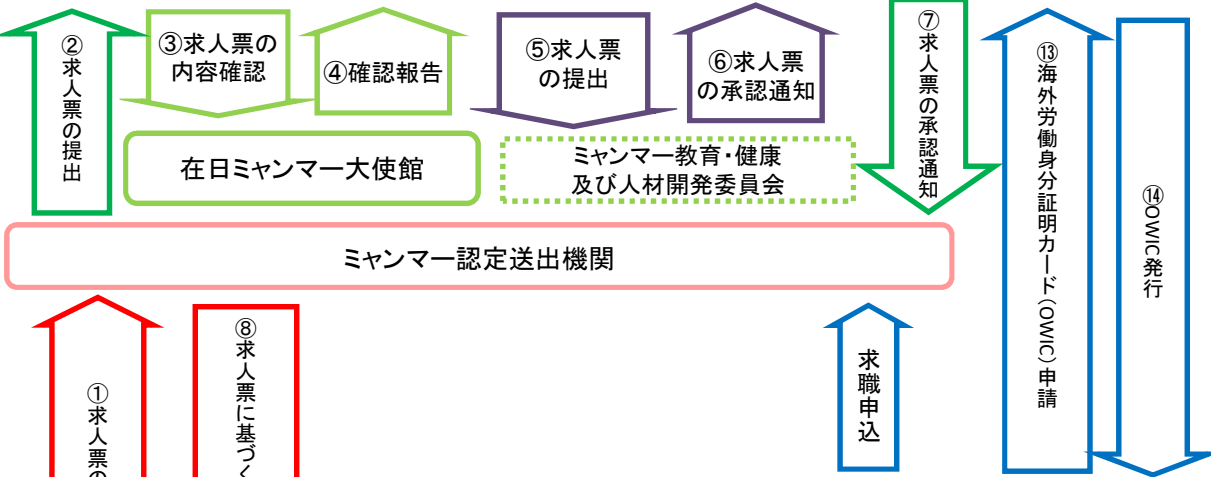 ②求人票の提出
③求人票の
内容確認
④確認報告
⑤求人票
の提出
⑥求人票
の承認通知
⑦求人票の承認通知
⑬海外労働身分証明カード(OWIC)申請
⑭OWIC発行
在日ミャンマー大使館
ミャンマー教育・健康
及び人材開発委員会
ミャンマー認定送出機関
①求人票の
⑧求人票に基づく
求職申込